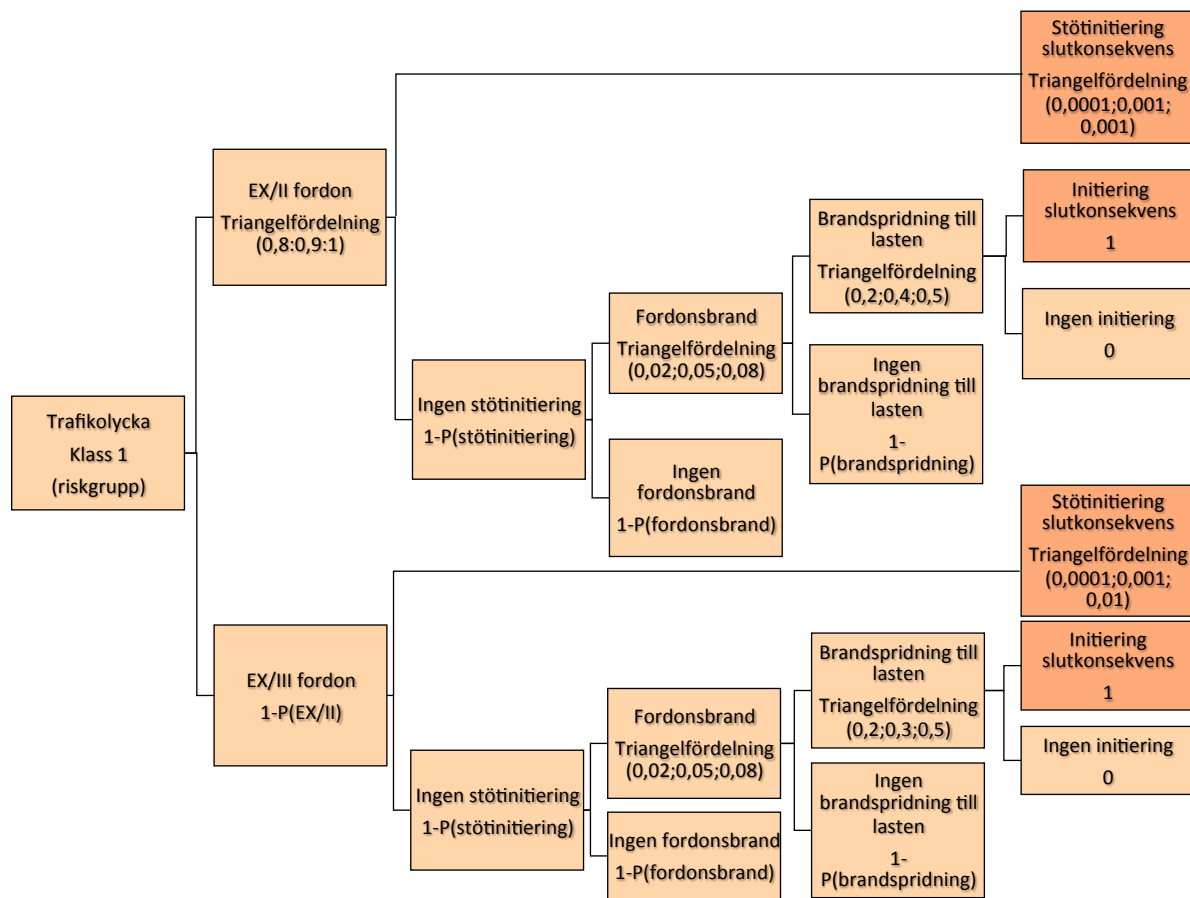 Stötinitiering
slutkonsekvens
Triangelfördelning
(0,0001;0,001;
0,001)
EX/II fordon
Triangelfördelning
(0,8:0,9:1)
Initiering
slutkonsekvens
1
Brandspridning till
lasten
Triangelfördelning
(0,2;0,4;0,5)
Ingen initiering
0
Fordonsbrand
Triangelfördelning
(0,02;0,05;0,08)
Ingen
brandspridning till
lasten
1-
P(brandspridning)
Ingen stötinitiering
1-P(stötinitiering)
Ingen
fordonsbrand
1-P(fordonsbrand)
Trafikolycka
Klass 1
(riskgrupp)
Stötinitiering
slutkonsekvens
Triangelfördelning
(0,0001;0,001;
0,01)
EX/III fordon
1-P(EX/II)
Initiering
slutkonsekvens
1
Brandspridning till
lasten
Triangelfördelning
(0,2;0,3;0,5)
Ingen initiering
0
Fordonsbrand
Triangelfördelning
(0,02;0,05;0,08)
Ingen
brandspridning till
lasten
1-
P(brandspridning)
Ingen stötinitiering
1-P(stötinitiering)
Ingen fordonsbrand
1-P(fordonsbrand)